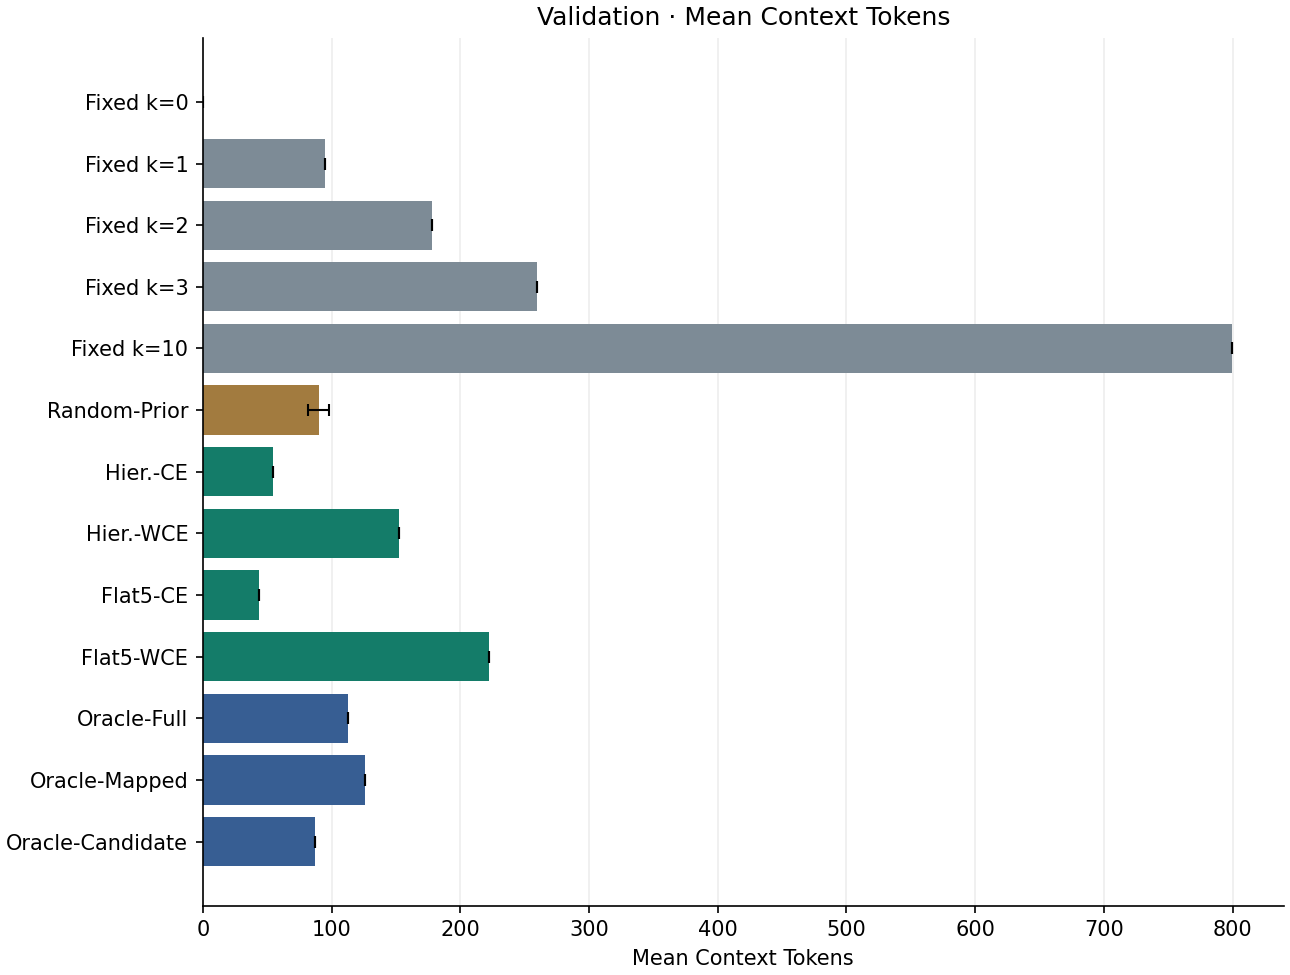 Validation · Mean Context Tokens
Fixed k=0
Fixed k=1
Fixed k=2
Fixed k=3
Fixed k=10
Random-Prior
Hier.-CE
Hier.-WCE
Flat5-CE
Flat5-WCE
Oracle-Full
Oracle-Mapped
Oracle-Candidate
0 100 200 300 400 500 600 700 800
Mean Context Tokens